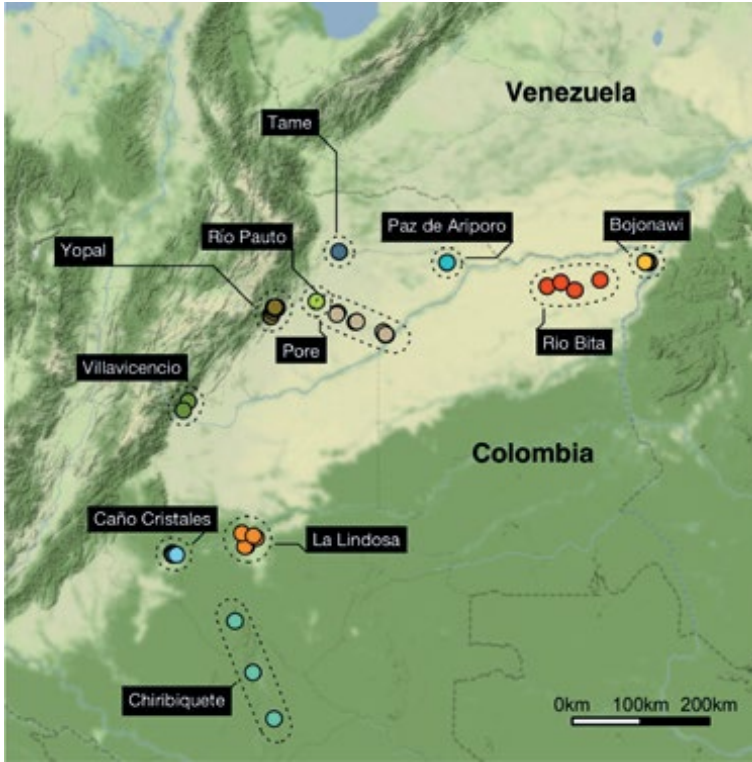 Venezuela
Tame
Río Pauto
Paz de Ariporo
Bojonawi
Yopal
Pore
Rio Bita
Villavicencio
Colombia
Caño Cristales
La Lindosa
Chiribiquete
0km 100km 200km